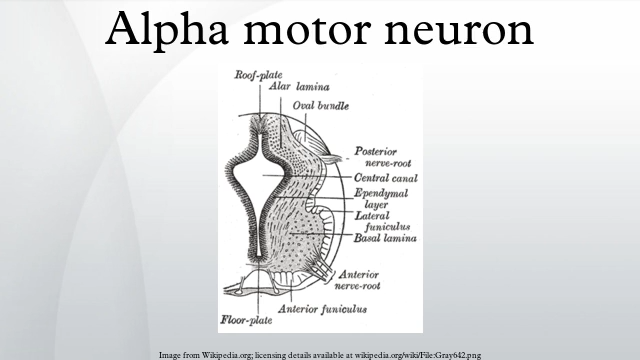 Alpha motor neuron
Roof-plate
Alar lamina
Oval bundle
Posterior
nerve-root
Central canal
Ependymal
layer
Lateral
funiculus
Basal lamina
Anterior
nerve-root
Anterior funiculus
Floor-plate
Image from Wikipedia.org; licensing details available at wikipedia.org/wiki/File:Gray642.png